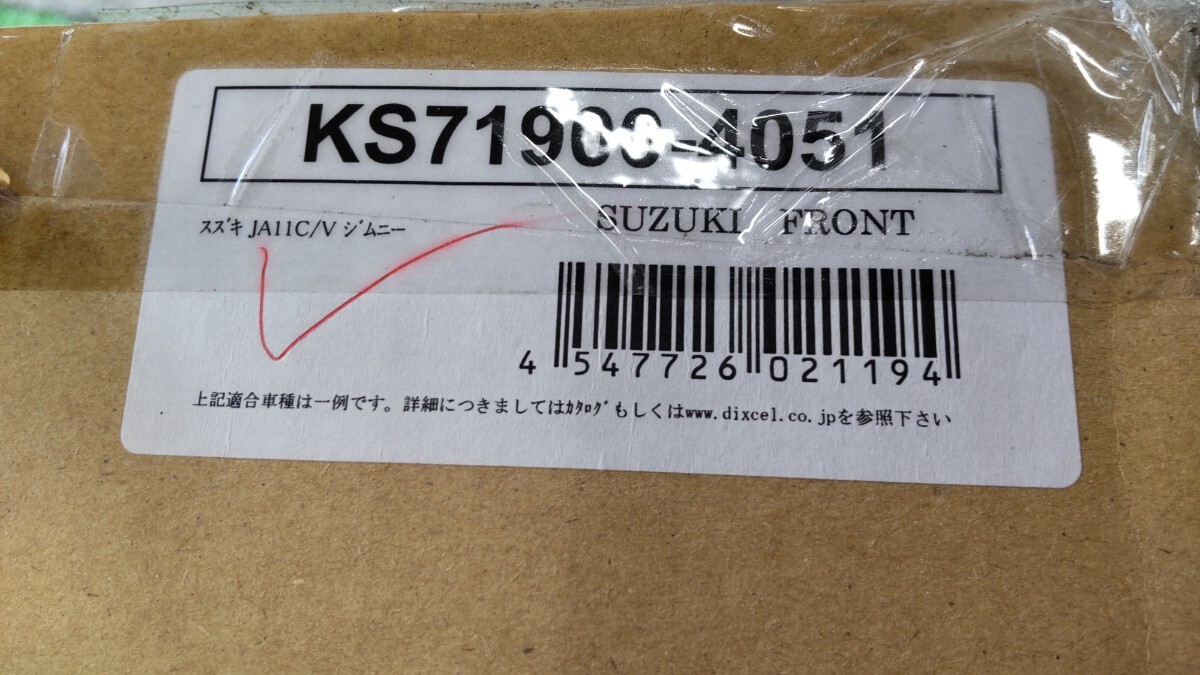 KS71900-4051
スズキ JA11C/V ジムニー
SUZUKI FRONT
4 547726 021194
上記適合車種は一例です。詳細につきましてはカタログもしくはwww.dixcel.co.jpを参照下さい